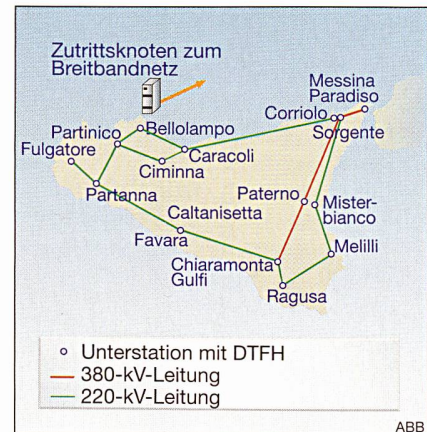 Zutrittsknoten zum
Breitbandnetz
Messina
Paradiso
Corriolo
Sorgente
Partinico
Bellolampo
Fulgatore
Caracoli
Ciminna
Partanna
Paterno
Mister-
bianco
Caltanisetta
Favara
Melilli
Chiaramonta
Gulfi
Ragusa
Unterstation mit DTFH
380-kV-Leitung
220-kV-Leitung
ABB